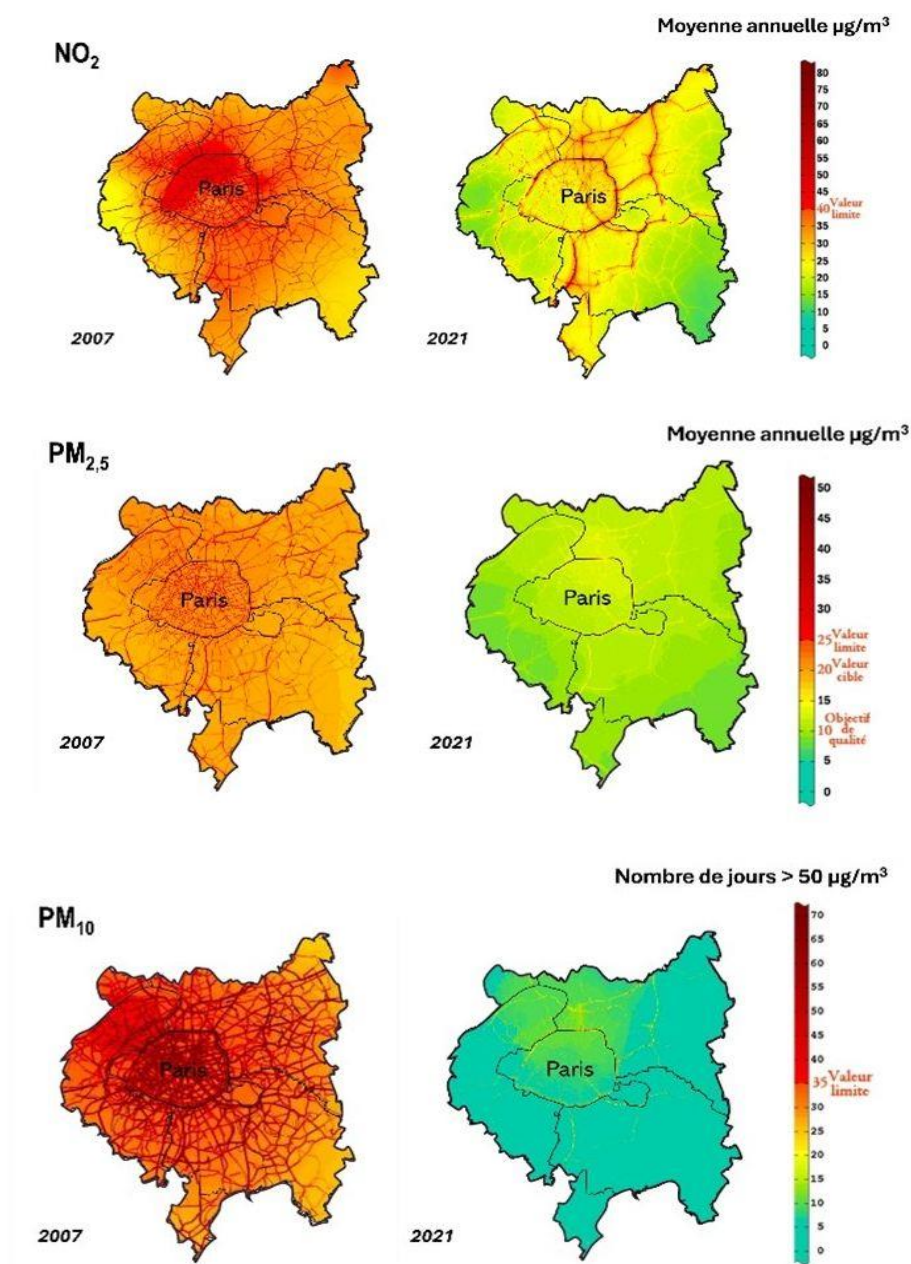 Moyenne annuelle µg/m³
NO₂
80
75
70
65
60
55
50
45
40 Valeur
limite
35
30
25
20
15
10
5
0
Paris
Paris
2007
2021
Moyenne annuelle µg/m³
PM₂,₅
50
45
40
35
30
25 Valeur
limite
20 Valeur
cible
15
Objectif
10 de
qualité
5
0
Paris
Paris
2007
2021
Nombre de jours > 50 µg/m³
PM₁₀
70
65
60
55
50
45
40
35 Valeur
limite
30
25
20
15
10
5
0
Paris
Paris
2007
2021